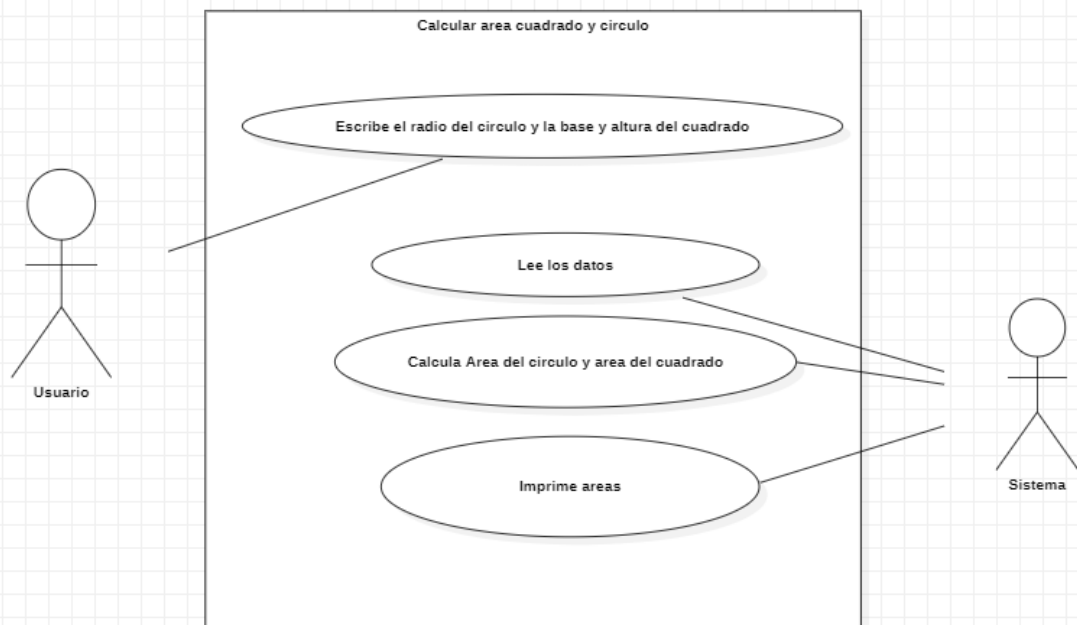 Calcular area cuadrado y circulo
Escribe el radio del circulo y la base y altura del cuadrado
Lee los datos
Calcula Area del circulo y area del cuadrado
Usuario
Imprime areas
Sistema